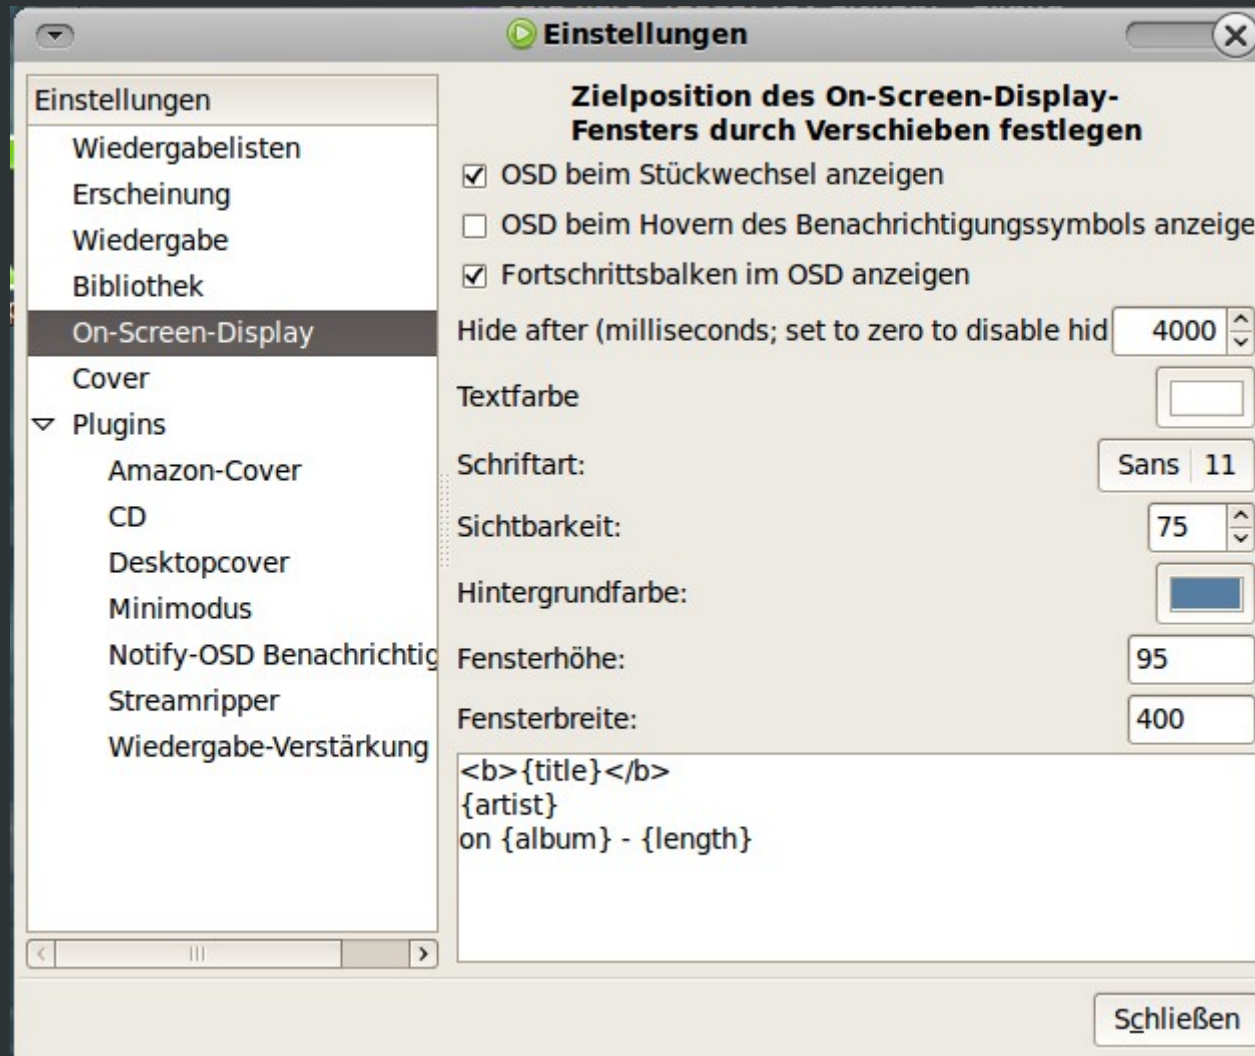 Einstellungen
Einstellungen
Wiedergabelisten
Erscheinung
Wiedergabe
Bibliothek
On-Screen-Display
Cover
Plugins
Amazon-Cover
CD
Desktopcover
Minimodus
Notify-OSD Benachrichtig
Streamripper
Wiedergabe-Verstärkung
Zielposition des On-Screen-Display-
Fensters durch Verschieben festlegen
OSD beim Stückwechsel anzeigen
OSD beim Hovern des Benachrichtigungssymbols anzeige
Fortschrittsbalken im OSD anzeigen
Hide after (milliseconds; set to zero to disable hid 4000
Textfarbe
Schriftart: Sans 11
Sichtbarkeit: 75
Hintergrundfarbe:
Fensterhöhe: 95
Fensterbreite: 400
<b>{title}</b>
{artist}
on {album} - {length}
Schließen